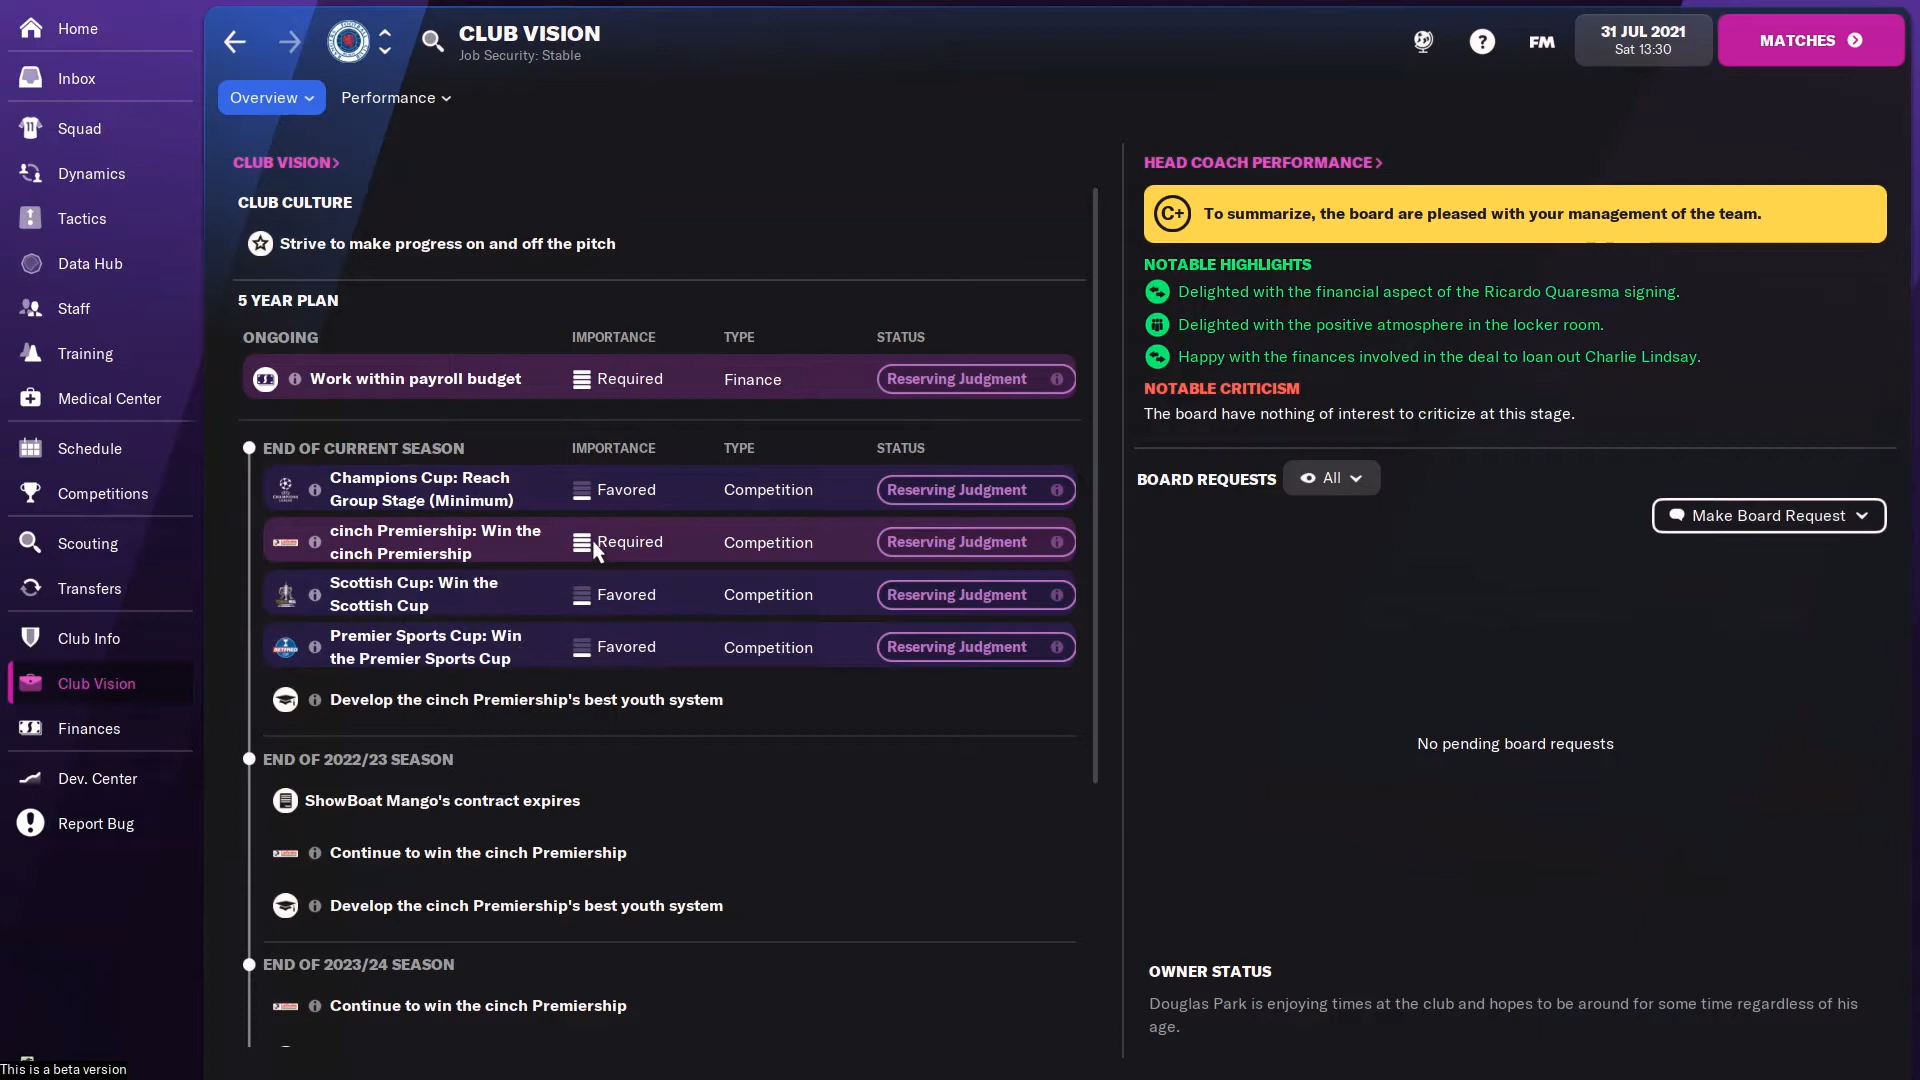 Home
Inbox
Squad
Dynamics
Tactics
Data Hub
Staff
Training
Medical Center
Schedule
Competitions
Scouting
Transfers
Club Info
Club Vision
Finances
Dev. Center
Report Bug
This is a beta version
CLUB VISION
Job Security: Stable
FM
31 JUL 2021
Sat 13:30
MATCHES
Overview
Performance
CLUB VISION>
CLUB CULTURE
Strive to make progress on and off the pitch
5 YEAR PLAN
ONGOING IMPORTANCE TYPE STATUS
Work within payroll budget Required Finance Reserving Judgment
END OF CURRENT SEASON IMPORTANCE TYPE STATUS
Champions Cup: Reach
Group Stage (Minimum) Favored Competition Reserving Judgment
cinch Premiership: Win the
cinch Premiership Required Competition Reserving Judgment
Scottish Cup: Win the
Scottish Cup Favored Competition Reserving Judgment
Premier Sports Cup: Win
the Premier Sports Cup Favored Competition Reserving Judgment
Develop the cinch Premiership's best youth system
END OF 2022/23 SEASON
ShowBoat Mango's contract expires
Continue to win the cinch Premiership
Develop the cinch Premiership's best youth system
END OF 2023/24 SEASON
Continue to win the cinch Premiership
HEAD COACH PERFORMANCE>
C+ To summarize, the board are pleased with your management of the team.
NOTABLE HIGHLIGHTS
Delighted with the financial aspect of the Ricardo Quaresma signing.
Delighted with the positive atmosphere in the locker room.
Happy with the finances involved in the deal to loan out Charlie Lindsay.
NOTABLE CRITICISM
The board have nothing of interest to criticize at this stage.
BOARD REQUESTS All
Make Board Request
No pending board requests
OWNER STATUS
Douglas Park is enjoying times at the club and hopes to be around for some time regardless of his
age.